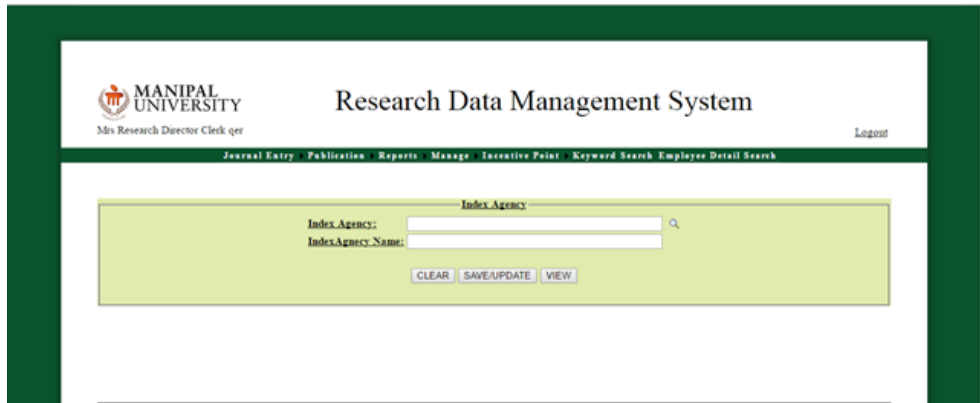 MANIPAL
UNIVERSITY
Research Data Management System
Mrs Research Director Clerk qer
Logout
Journal Entry Publication Reports Manage Incentive Point Keyword Search Employee Detail Search
Index Agency
Index Agency:
IndexAgnecy Name:
CLEAR SAVE/UPDATE VIEW